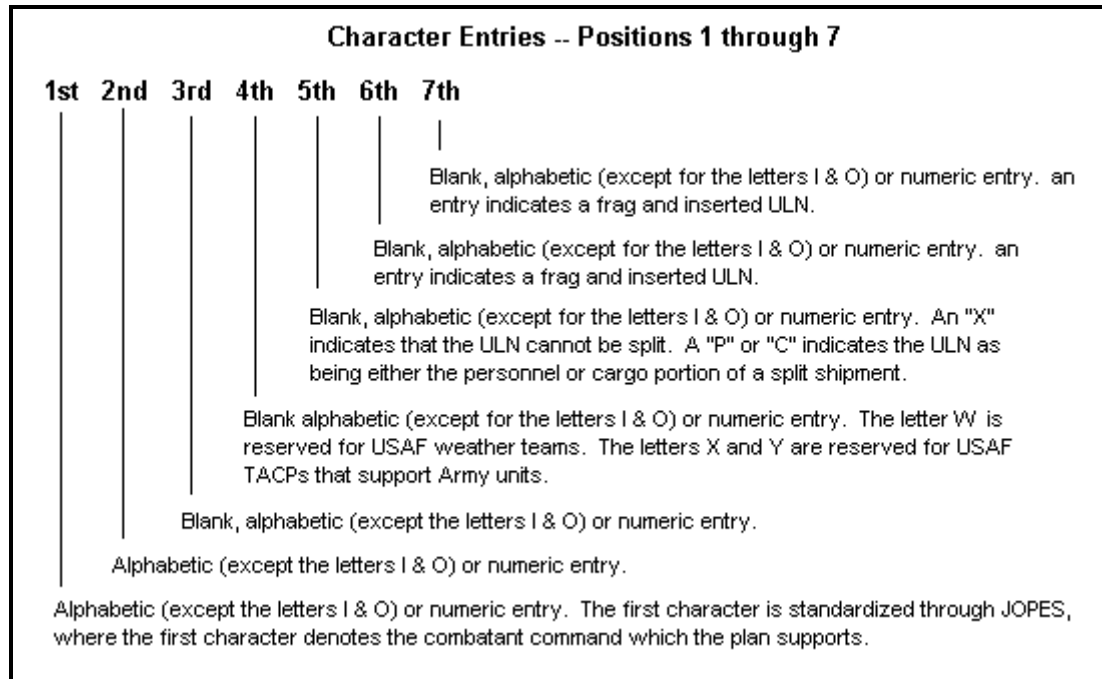 Character Entries -- Positions 1 through 7
1st 2nd 3rd 4th 5th 6th 7th
Blank, alphabetic (except for the letters I & O) or numeric entry. an
entry indicates a frag and inserted ULN.
Blank, alphabetic (except for the letters I & O) or numeric entry. an
entry indicates a frag and inserted ULN.
Blank, alphabetic (except for the letters I & O) or numeric entry. An "X"
indicates that the ULN cannot be split. A "P" or "C" indicates the ULN as
being either the personnel or cargo portion of a split shipment.
Blank alphabetic (except for the letters I & O) or numeric entry. The letter W is
reserved for USAF weather teams. The letters X and Y are reserved for USAF
TACPs that support Army units.
Blank, alphabetic (except the letters I & O) or numeric entry.
Alphabetic (except the letters I & O) or numeric entry.
Alphabetic (except the letters I & O) or numeric entry. The first character is standardized through JOPES,
where the first character denotes the combatant command which the plan supports.